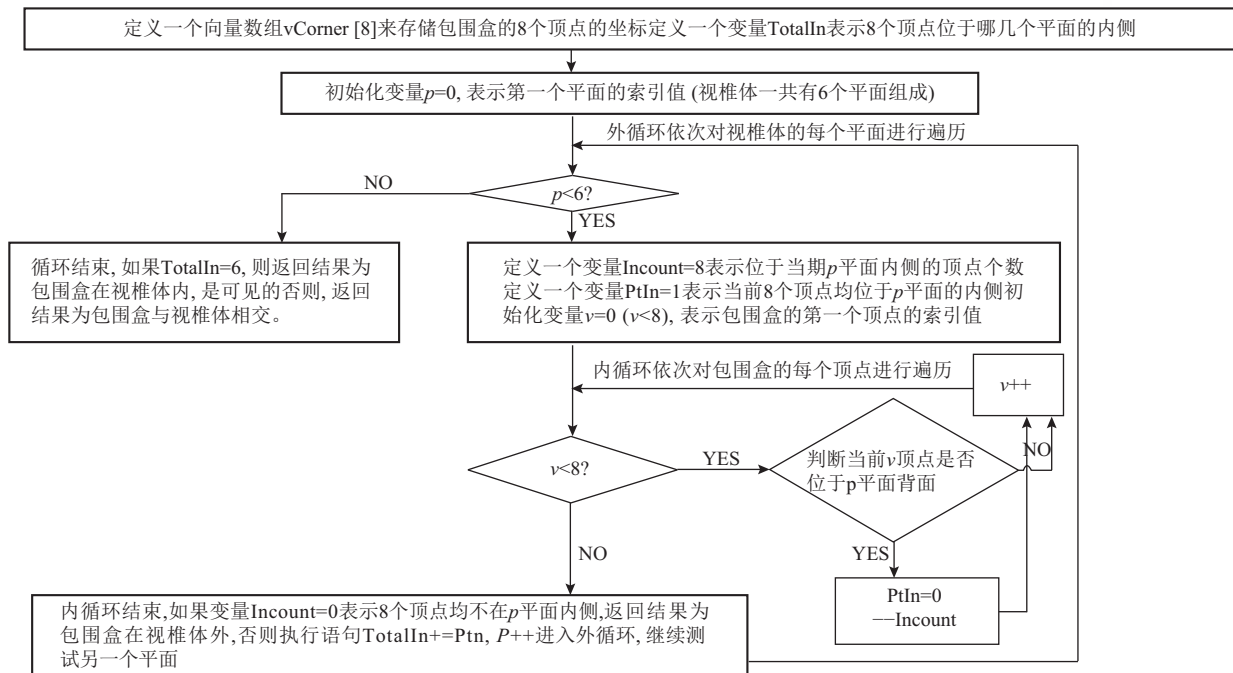 定义一个向量数组vCorner [8]来存储包围盒的8个顶点的坐标定义一个变量TotalIn表示8个顶点位于哪几个平面的内侧
初始化变量p=0, 表示第一个平面的索引值 (视椎体一共有6个平面组成)
外循环依次对视椎体的每个平面进行遍历
NO
p<6?
YES
循环结束, 如果TotalIn=6, 则返回结果为
包围盒在视椎体内, 是可见的否则, 返回
结果为包围盒与视椎体相交。
定义一个变量Incount=8表示位于当期p平面内侧的顶点个数
定义一个变量PtIn=1表示当前8个顶点均位于p平面的内侧初
始化变量v=0 (v<8), 表示包围盒的第一个顶点的索引值
内循环依次对包围盒的每个顶点进行遍历
v++
v<8?
YES
判断当前v顶点是否
位于p平面背面
NO
NO
YES
PtIn=0
−−Incount
内循环结束,如果变量Incount=0表示8个顶点均不在p平面内侧,返回结果为
包围盒在视椎体外,否则执行语句TotalIn+=Ptn, P++进入外循环, 继续测
试另一个平面